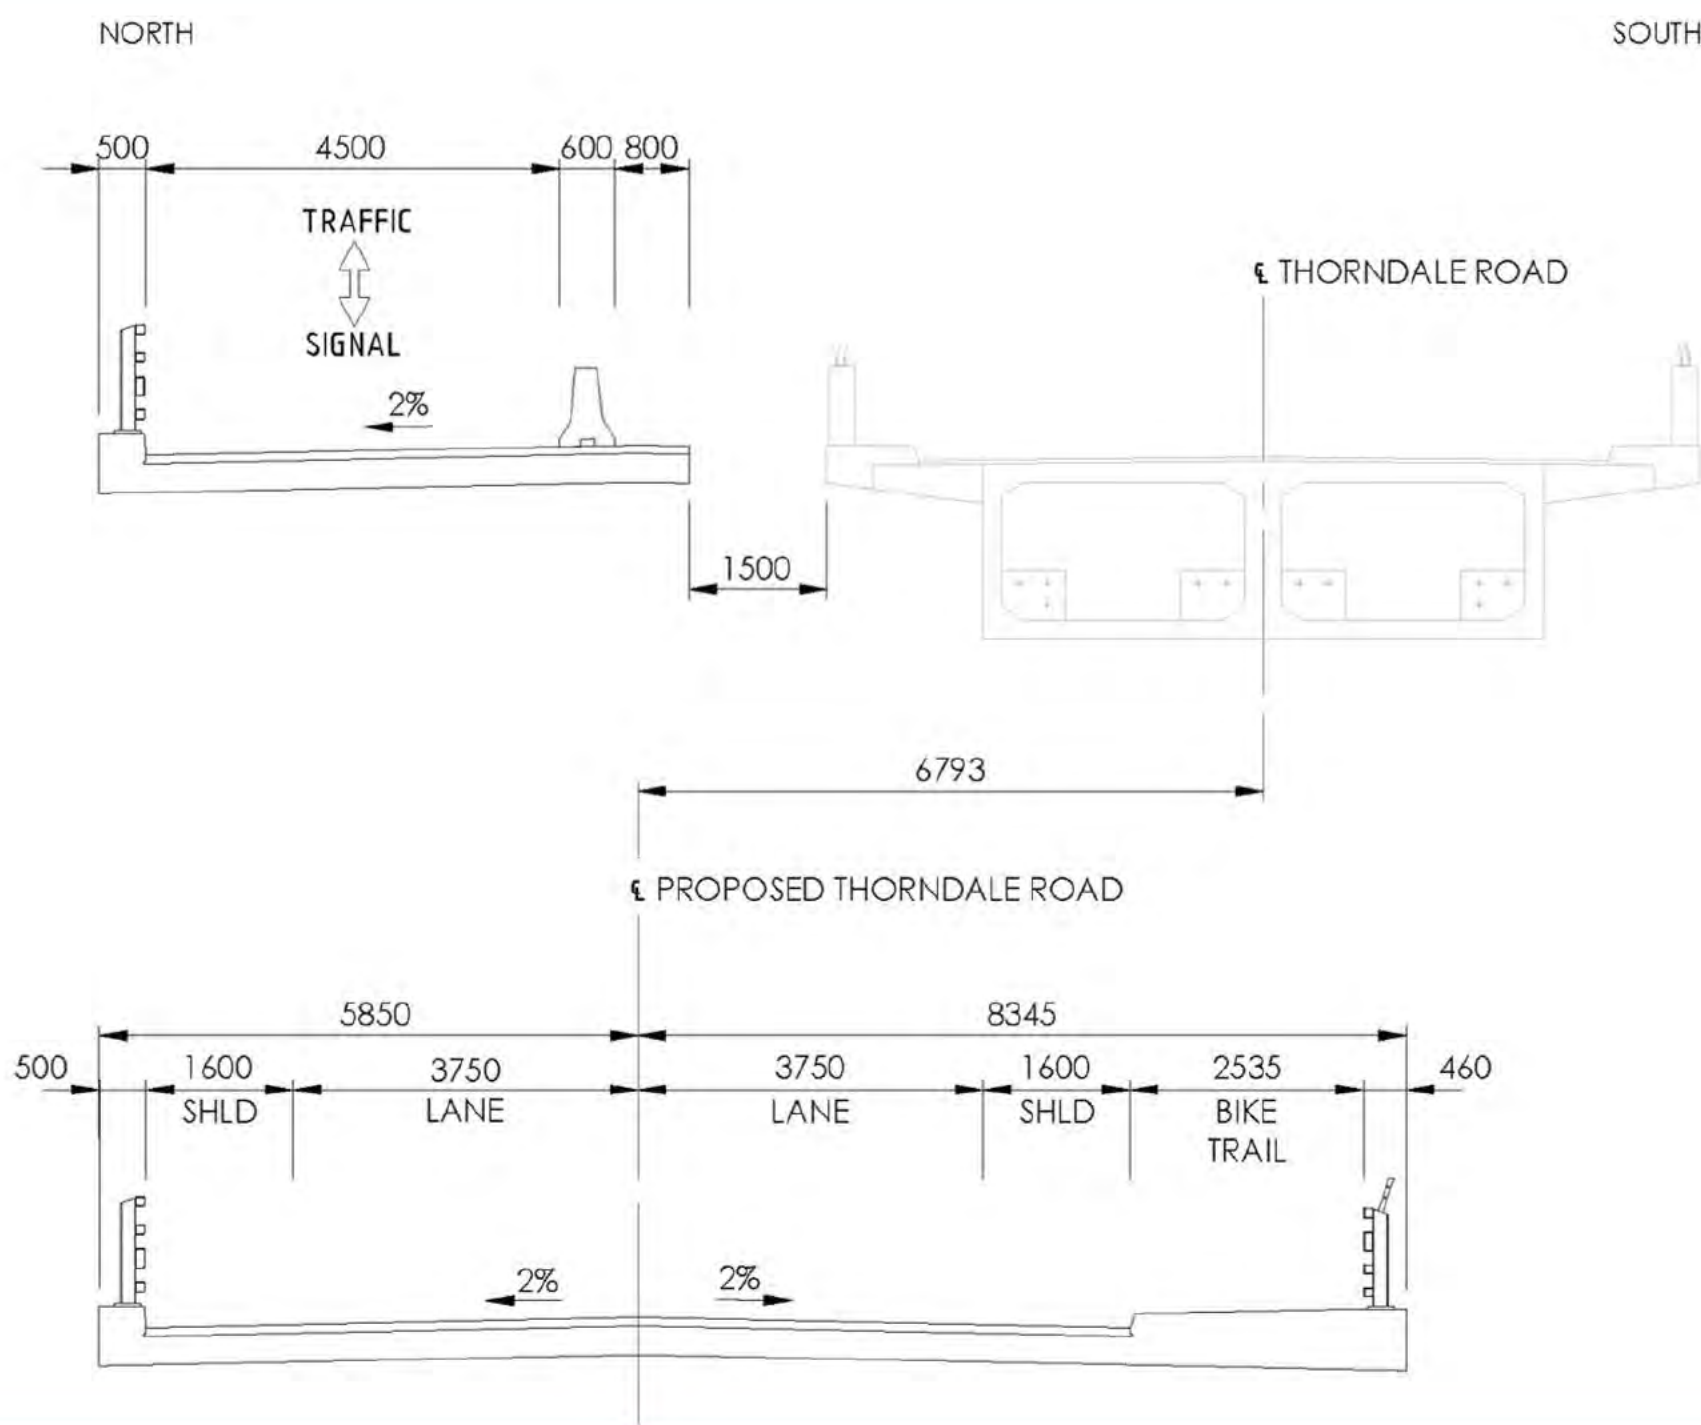 NORTH SOUTH
500 4500 600 800
TRAFFIC
SIGNAL
2%
℄ THORNDALE ROAD
1500
6793
℄ PROPOSED THORNDALE ROAD
5850 8345
500 1600 3750 3750 1600 2535 460
SHLD LANE LANE SHLD BIKE
TRAIL
2% 2%